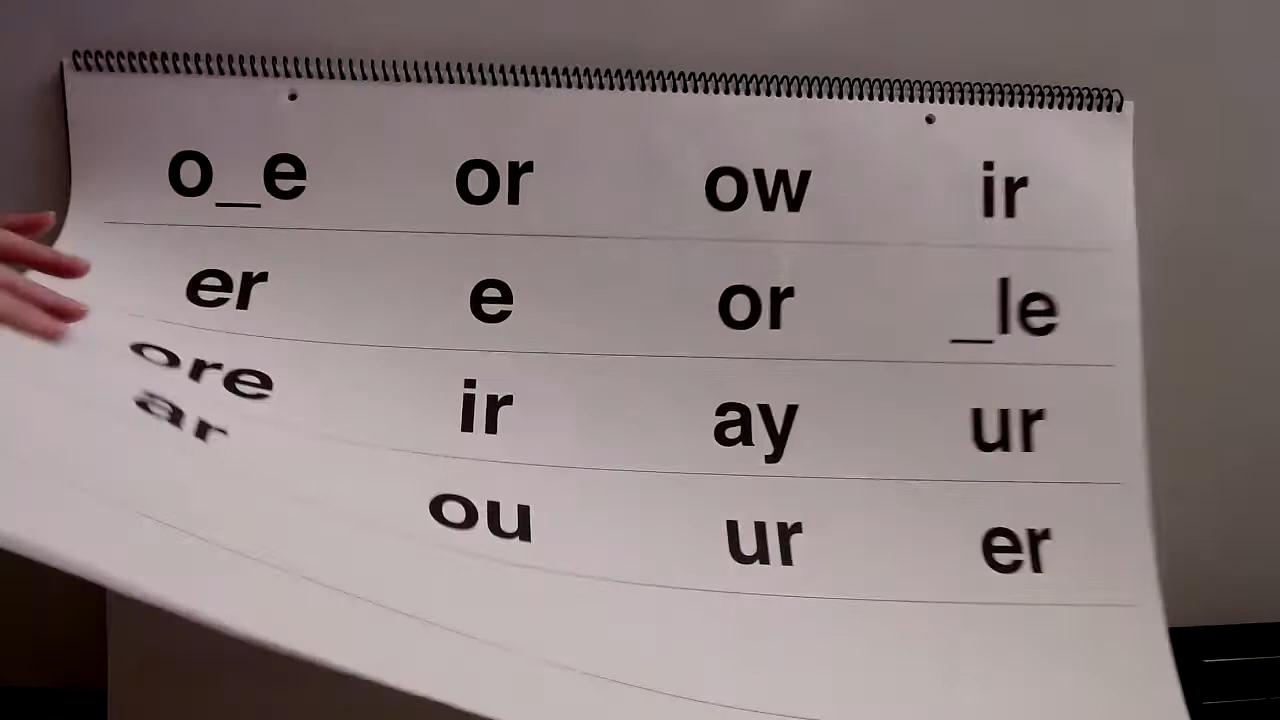 o_e or ow ir
er e or _le
ore ir ay ur
ar ou ur er